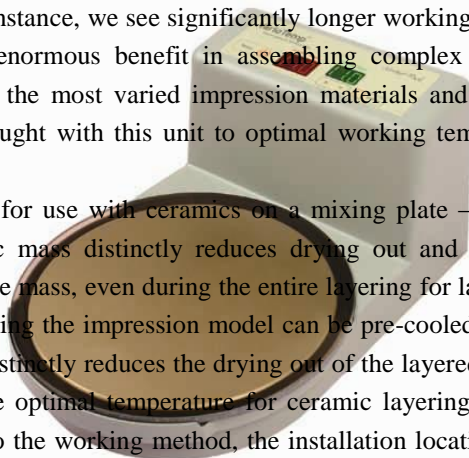 nstance, we see significantly longer working
enormous benefit in assembling complex
the most varied impression materials and
ught with this unit to optimal working tem
for use with ceramics on a mixing plate –
c mass distinctly reduces drying out and
e mass, even during the entire layering for la
ing the impression model can be pre-cooled
stinctly reduces the drying out of the layered
e optimal temperature for ceramic layering
o the working method, the installation locati